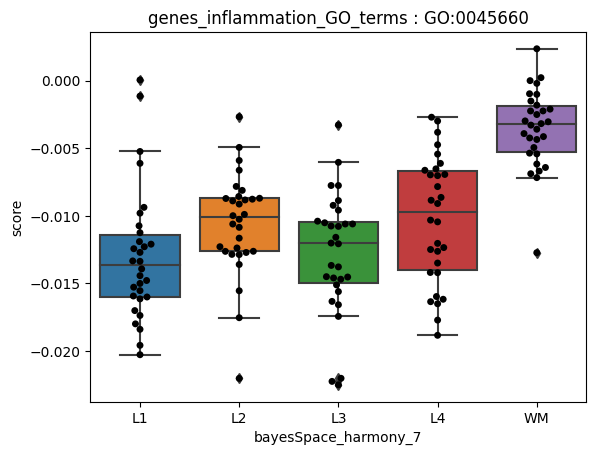 genes_inflammation_GO_terms : GO:0045660
0.000
−0.005
−0.010
−0.015
−0.020
score
L1 L2 L3 L4 WM
bayesSpace_harmony_7